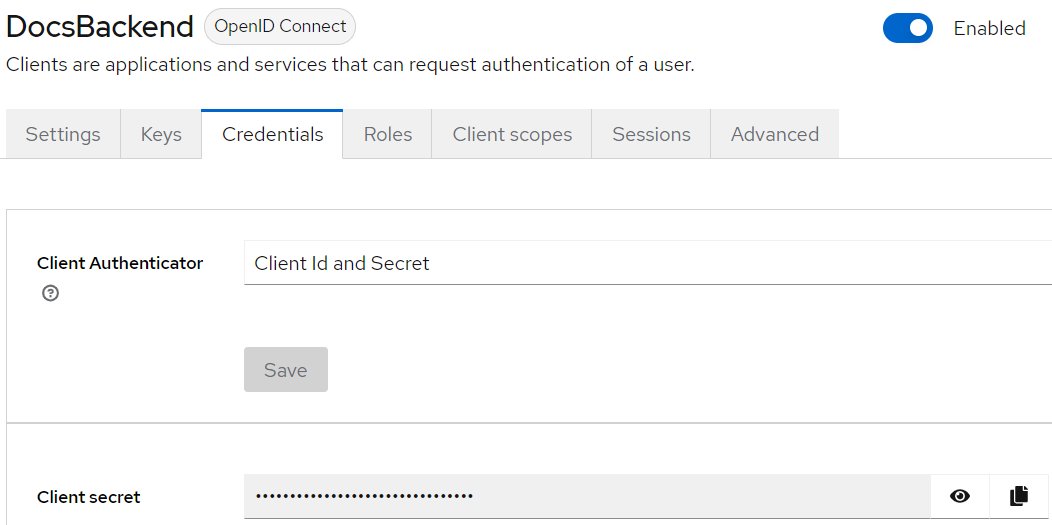 DocsBackend OpenID Connect Enabled
Clients are applications and services that can request authentication of a user.
Settings Keys Credentials Roles Client scopes Sessions Advanced
Client Authenticator Client Id and Secret
Save
Client secret ••••••••••••••••••••••••••••••••